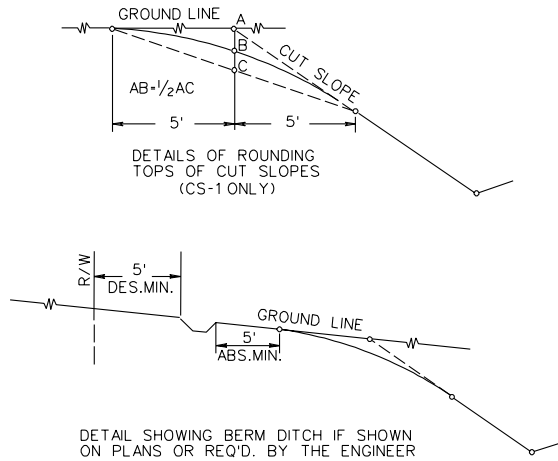 GROUND LINE
A
B
C
CUT SLOPE
AB=1/2AC
5'
5'
DETAILS OF ROUNDING
TOPS OF CUT SLOPES
(CS-1 ONLY)
R/W
5'
DES.MIN.
GROUND LINE
5'
ABS.MIN.
DETAIL SHOWING BERM DITCH IF SHOWN
ON PLANS OR REQ'D. BY THE ENGINEER